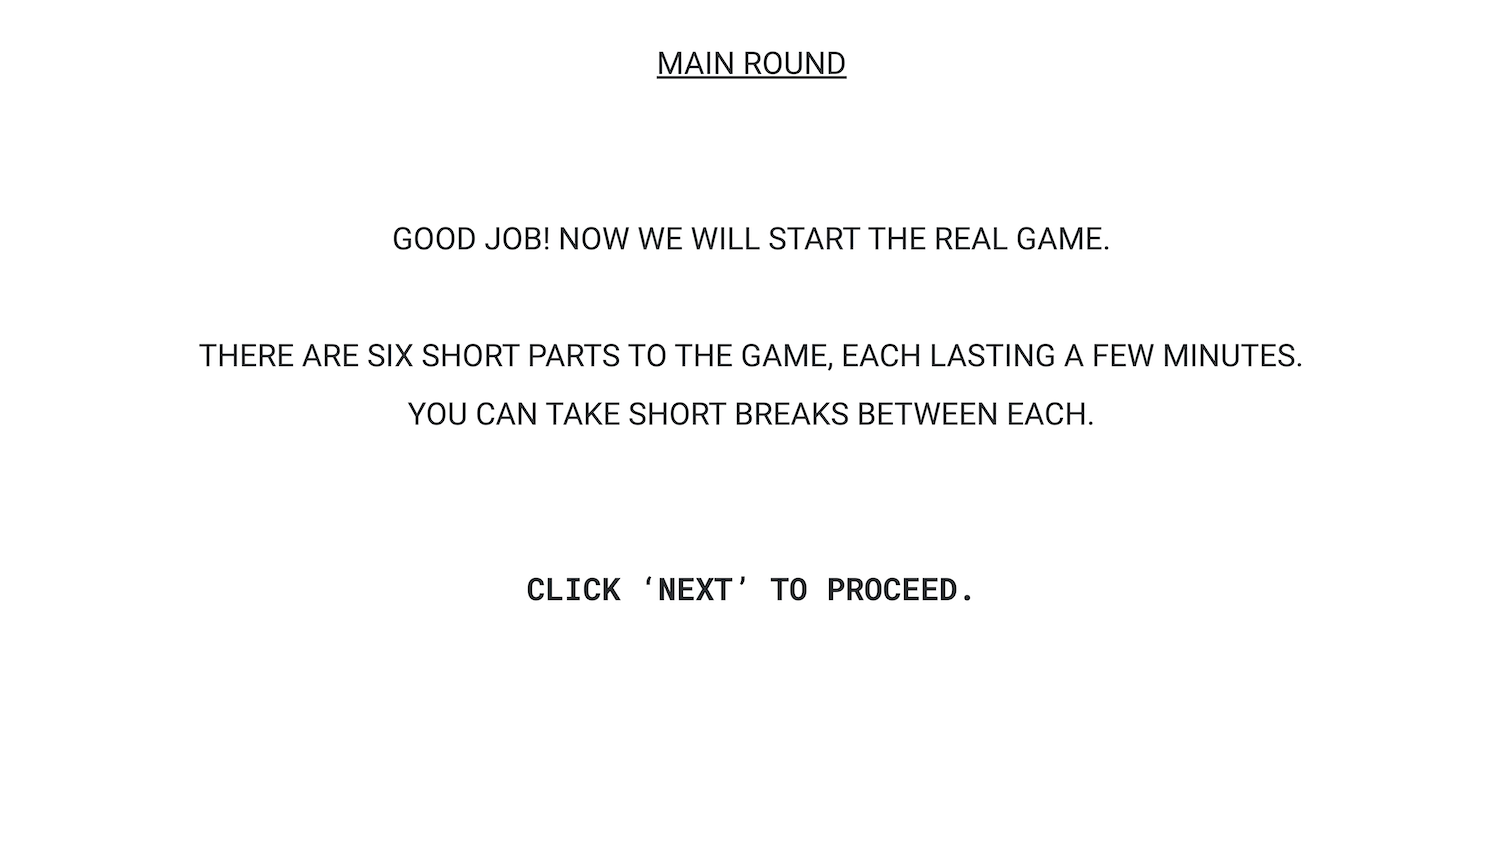 MAIN ROUND
GOOD JOB! NOW WE WILL START THE REAL GAME.
THERE ARE SIX SHORT PARTS TO THE GAME, EACH LASTING A FEW MINUTES.
YOU CAN TAKE SHORT BREAKS BETWEEN EACH.
CLICK ‘NEXT’ TO PROCEED.